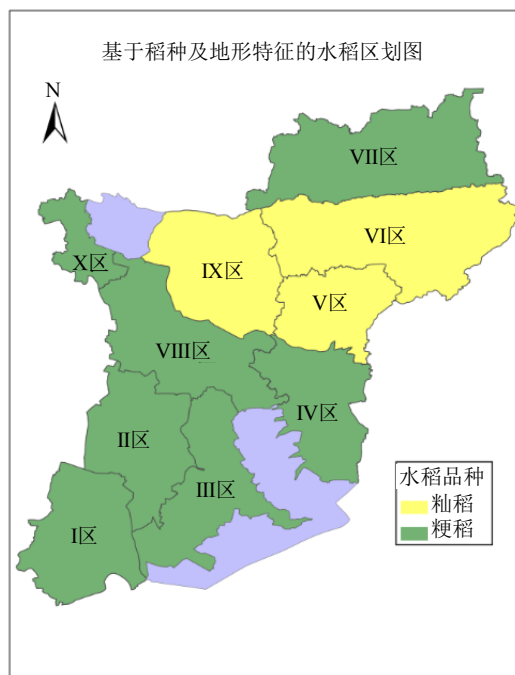 基于稻种及地形特征的水稻区划图
N
VII区
VI区
X区
IX区
V区
VIII区
IV区
II区
III区
I区
水稻品种
籼稻
粳稻